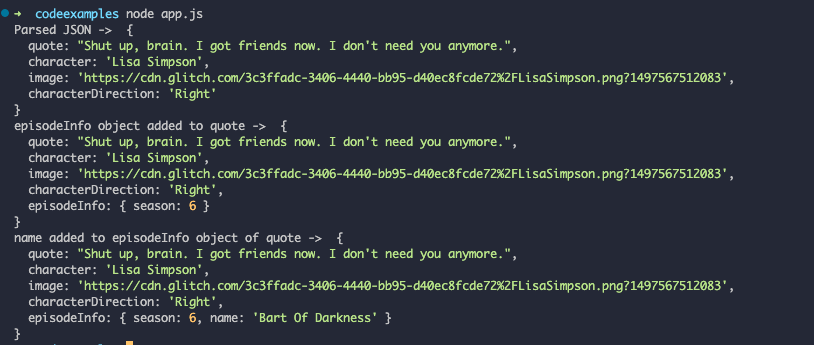 ➜ codeexamples node app.js
Parsed JSON -> {
  quote: "Shut up, brain. I got friends now. I don't need you anymore.",
  character: 'Lisa Simpson',
  image: 'https://cdn.glitch.com/3c3ffadc-3406-4440-bb95-d40ec8fcde72%2FLisaSimpson.png?1497567512083',
  characterDirection: 'Right'
}
episodeInfo object added to quote -> {
  quote: "Shut up, brain. I got friends now. I don't need you anymore.",
  character: 'Lisa Simpson',
  image: 'https://cdn.glitch.com/3c3ffadc-3406-4440-bb95-d40ec8fcde72%2FLisaSimpson.png?1497567512083',
  characterDirection: 'Right',
  episodeInfo: { season: 6 }
}
name added to episodeInfo object of quote -> {
  quote: "Shut up, brain. I got friends now. I don't need you anymore.",
  character: 'Lisa Simpson',
  image: 'https://cdn.glitch.com/3c3ffadc-3406-4440-bb95-d40ec8fcde72%2FLisaSimpson.png?1497567512083',
  characterDirection: 'Right',
  episodeInfo: { season: 6, name: 'Bart Of Darkness' }
}